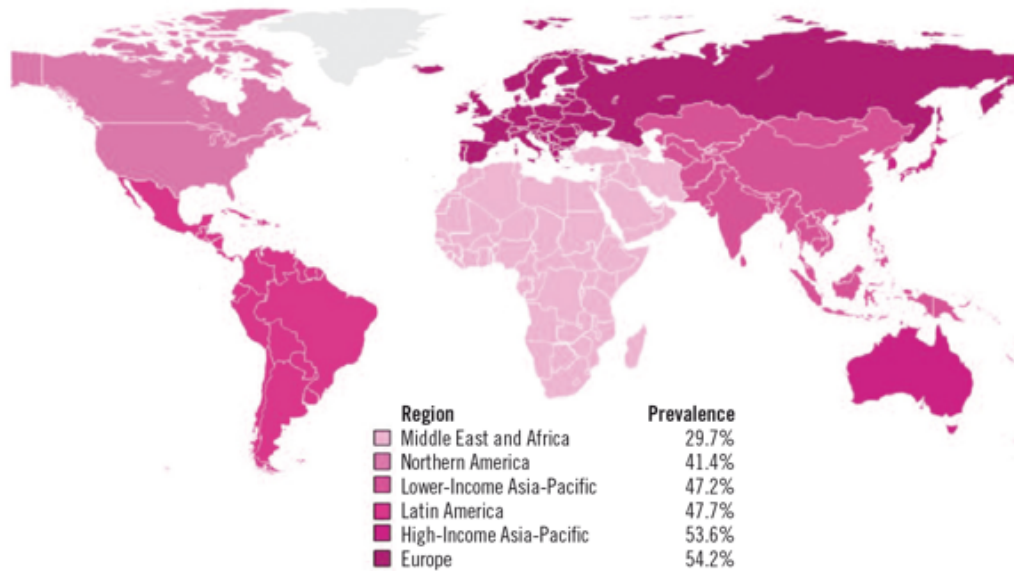 Region Prevalence
Middle East and Africa 29.7%
Northern America 41.4%
Lower-Income Asia-Pacific 47.2%
Latin America 47.7%
High-Income Asia-Pacific 53.6%
Europe 54.2%